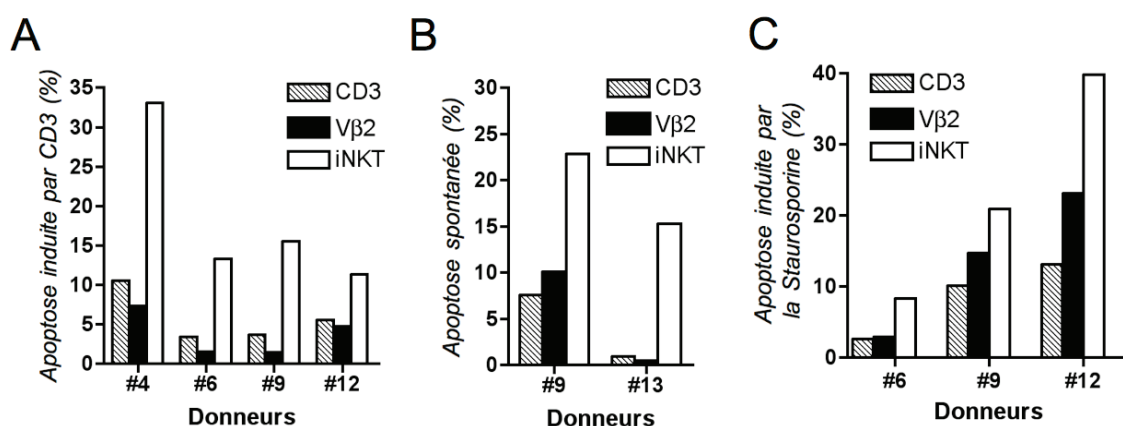 A
Apoptose induite par CD3 (%)
35
30
25
20
15
10
5
0
CD3
Vβ2
iNKT
#4 #6 #9 #12
Donneurs
B
Apoptose spontanée (%)
30
25
20
15
10
5
0
CD3
Vβ2
iNKT
#9 #13
Donneurs
C
Apoptose induite par
la Staurosporine (%)
40
30
20
10
0
CD3
Vβ2
iNKT
#6 #9 #12
Donneurs